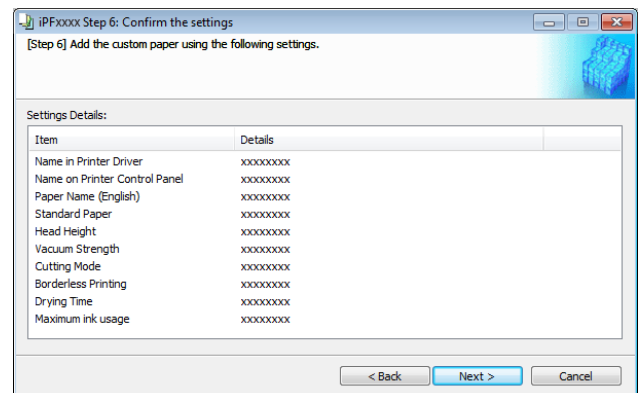 iPFxxxx Step 6: Confirm the settings
[Step 6] Add the custom paper using the following settings.
Settings Details:
Item Details
Name in Printer Driver xxxxxxxx
Name on Printer Control Panel xxxxxxxx
Paper Name (English) xxxxxxxx
Standard Paper xxxxxxxx
Head Height xxxxxxxx
Vacuum Strength xxxxxxxx
Cutting Mode xxxxxxxx
Borderless Printing xxxxxxxx
Drying Time xxxxxxxx
Maximum ink usage xxxxxxxx
< Back Next > Cancel